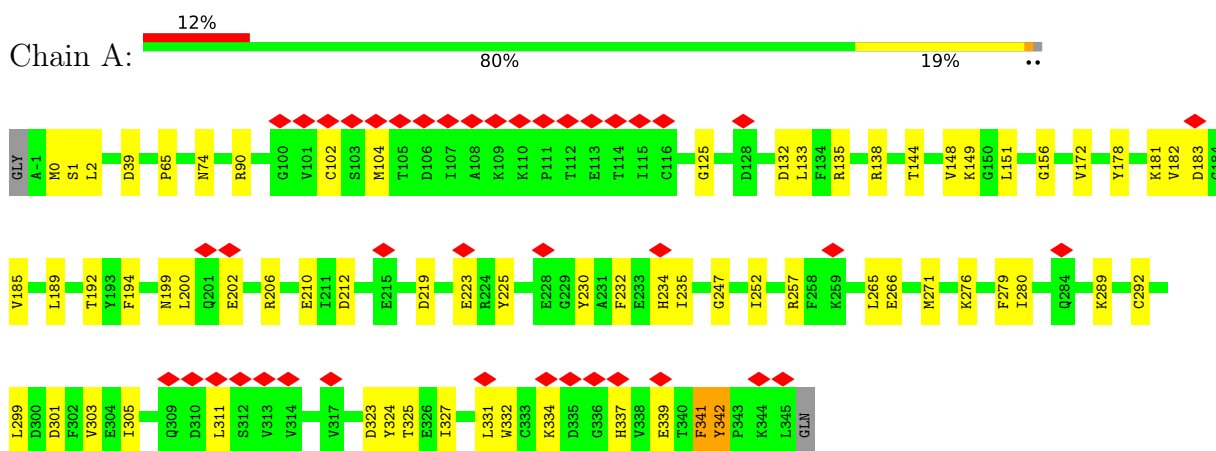 12%
Chain A:
80% 19% ••
GLY A-1 M0 S1 L2 D39 P65 N74 R90 G100 V101 C102 S103 M104 T105 D106 I107 A108 K109 K110 P111 T112 E113 T114 I115 C116 G125 D128 D132 L133 F134 R135 R138 T144 V148 K149 G150 L151 G156 V172 Y178 K181 V182 D183 G184
V185 L189 T192 Y193 F194 N199 L200 Q201 E202 R206 E210 I211 D212 E215 D219 E223 R224 Y225 E228 G229 Y230 A231 F232 E233 H234 I235 G247 I252 R257 F258 K259 L265 E266 M271 K276 F279 I280 Q284 K289 C292
L299 D300 D301 F302 V303 E304 I305 Q309 D310 L311 S312 V313 V314 V317 D323 Y324 T325 E326 I327 L331 W332 C333 K334 D335 G336 H337 V338 E339 T340 F341 Y342 P343 K344 L345 GLN